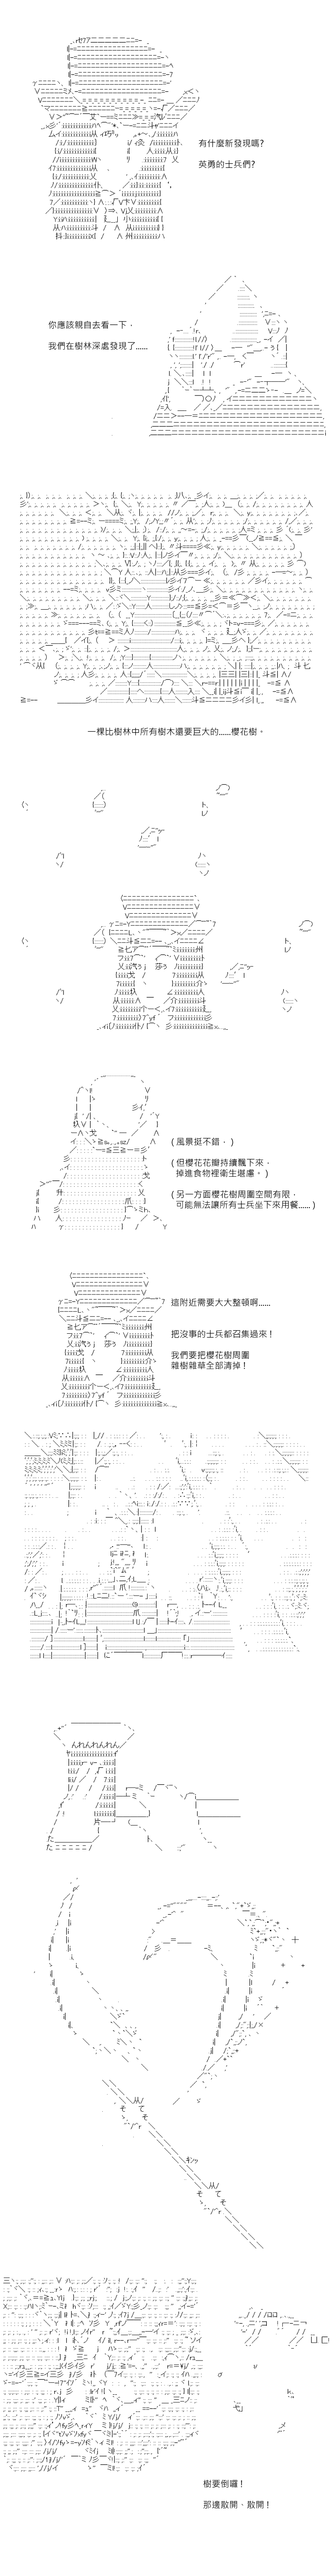 有什麼新發現嗎?
英勇的士兵們?
你應該親自去看一下，
我們在樹林深處發現了......
一棵比樹林中所有樹木還要巨大的......櫻花樹。
( 風景挺不錯，)
( 但櫻花花瓣持續飄下來，
掉進食物裡衛生堪慮。)
( 另一方面櫻花樹周圍空間有限，
可能無法讓所有士兵坐下來用餐...... )
這附近需要大大整頓啊......
把沒事的士兵都召集過來！
我們要把櫻花樹周圍
雜樹雜草全部清掉！
樹要倒囉！
那邊散開、散開！